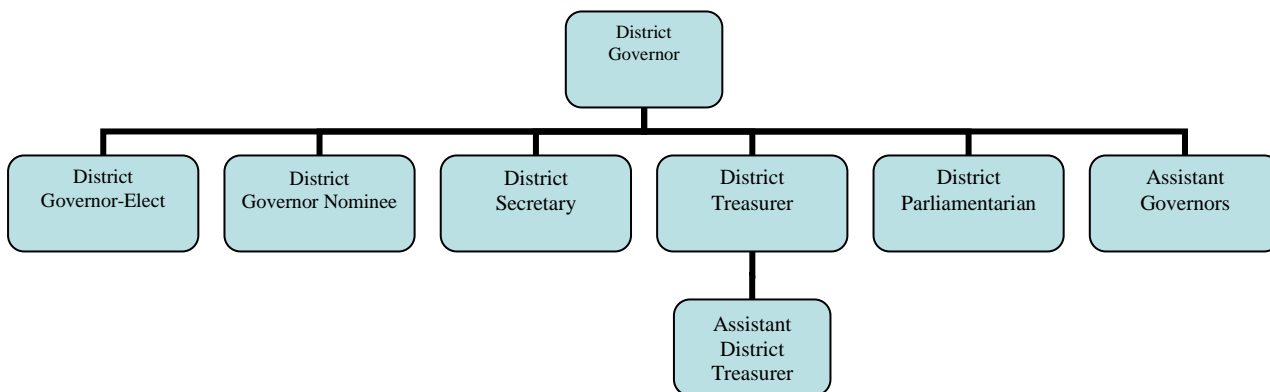 District
Governor
District
Governor-Elect
District
Governor Nominee
District
Secretary
District
Treasurer
District
Parliamentarian
Assistant
Governors
Assistant
District
Treasurer